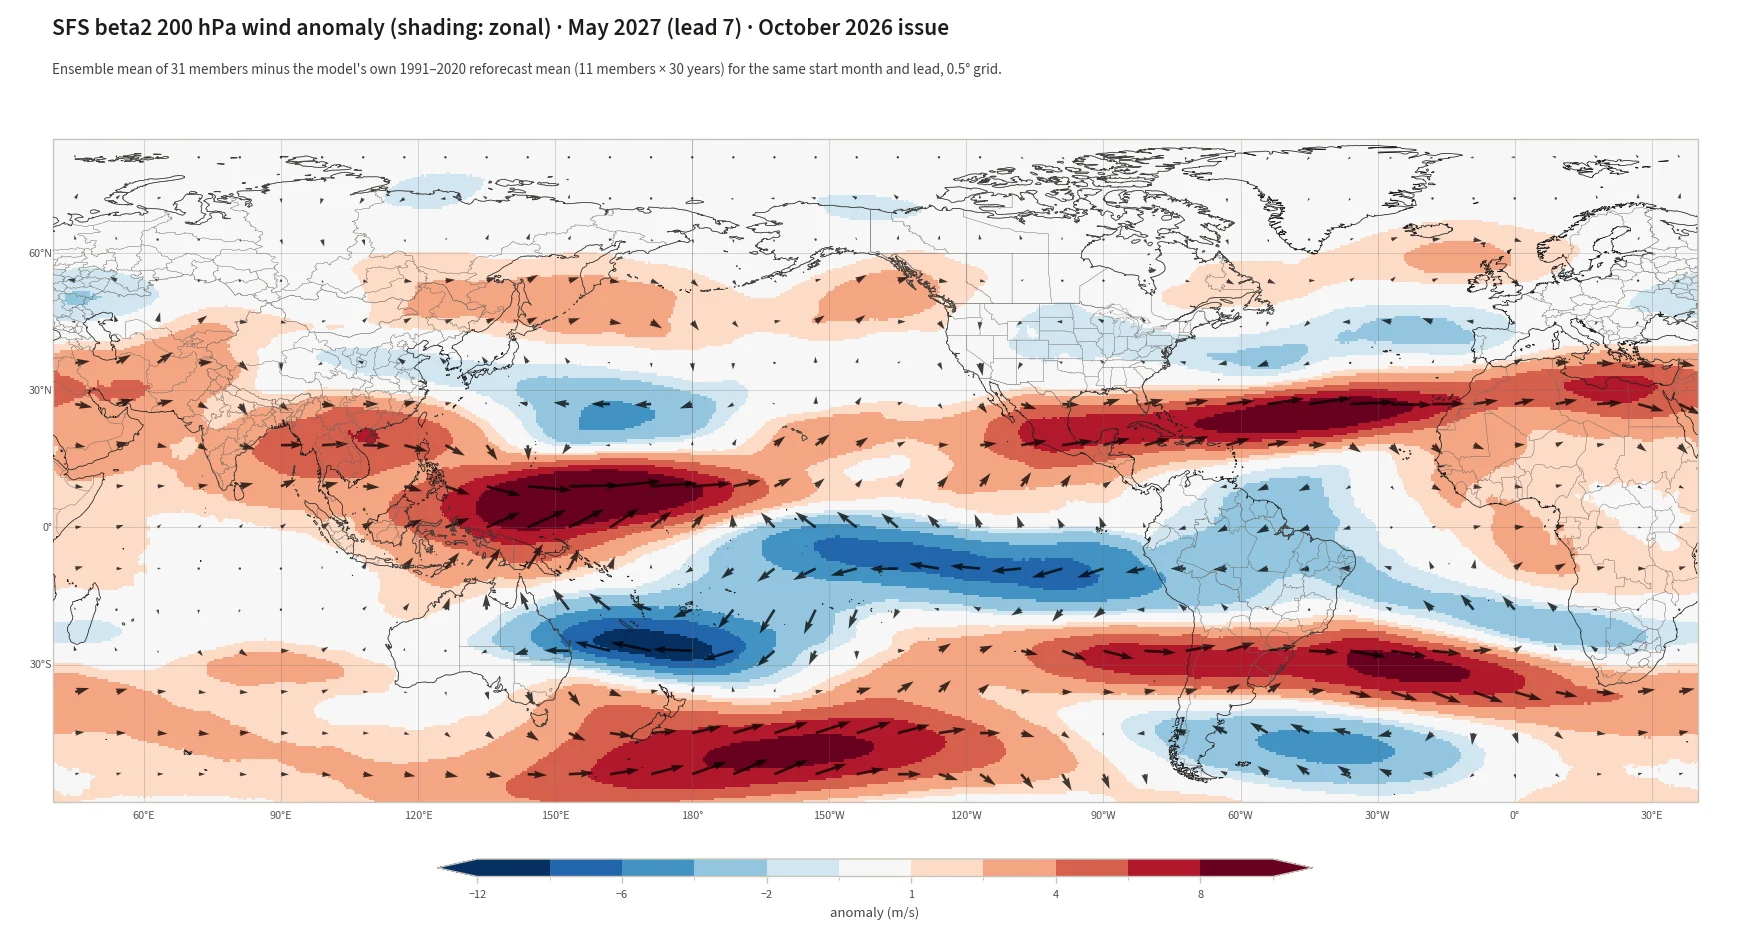 SFS beta2 200 hPa wind anomaly (shading: zonal) · May 2027 (lead 7) · October 2026 issue
Ensemble mean of 31 members minus the model's own 1991–2020 reforecast mean (11 members × 30 years) for the same start month and lead, 0.5° grid.
60°N
30°N
0°
30°S
60°E 90°E 120°E 150°E 180° 150°W 120°W 90°W 60°W 30°W 0° 30°E
−12 −6 −2 1 4 8
anomaly (m/s)